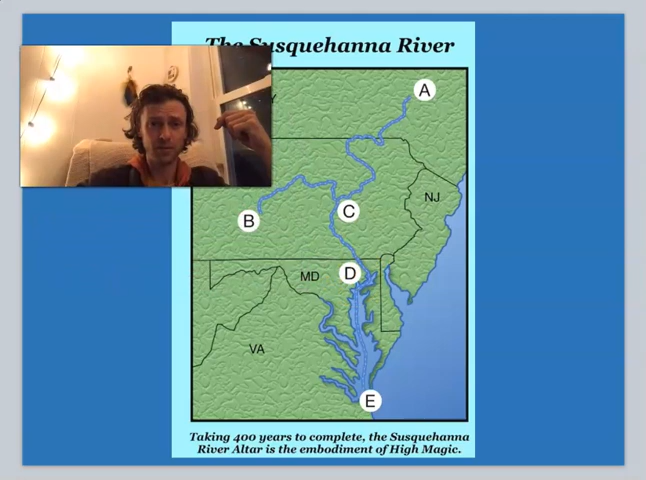 The Susquehanna River
Y
A
NJ
B
C
D
MD
VA
E
Taking 400 years to complete, the Susquehanna
River Altar is the embodiment of High Magic.